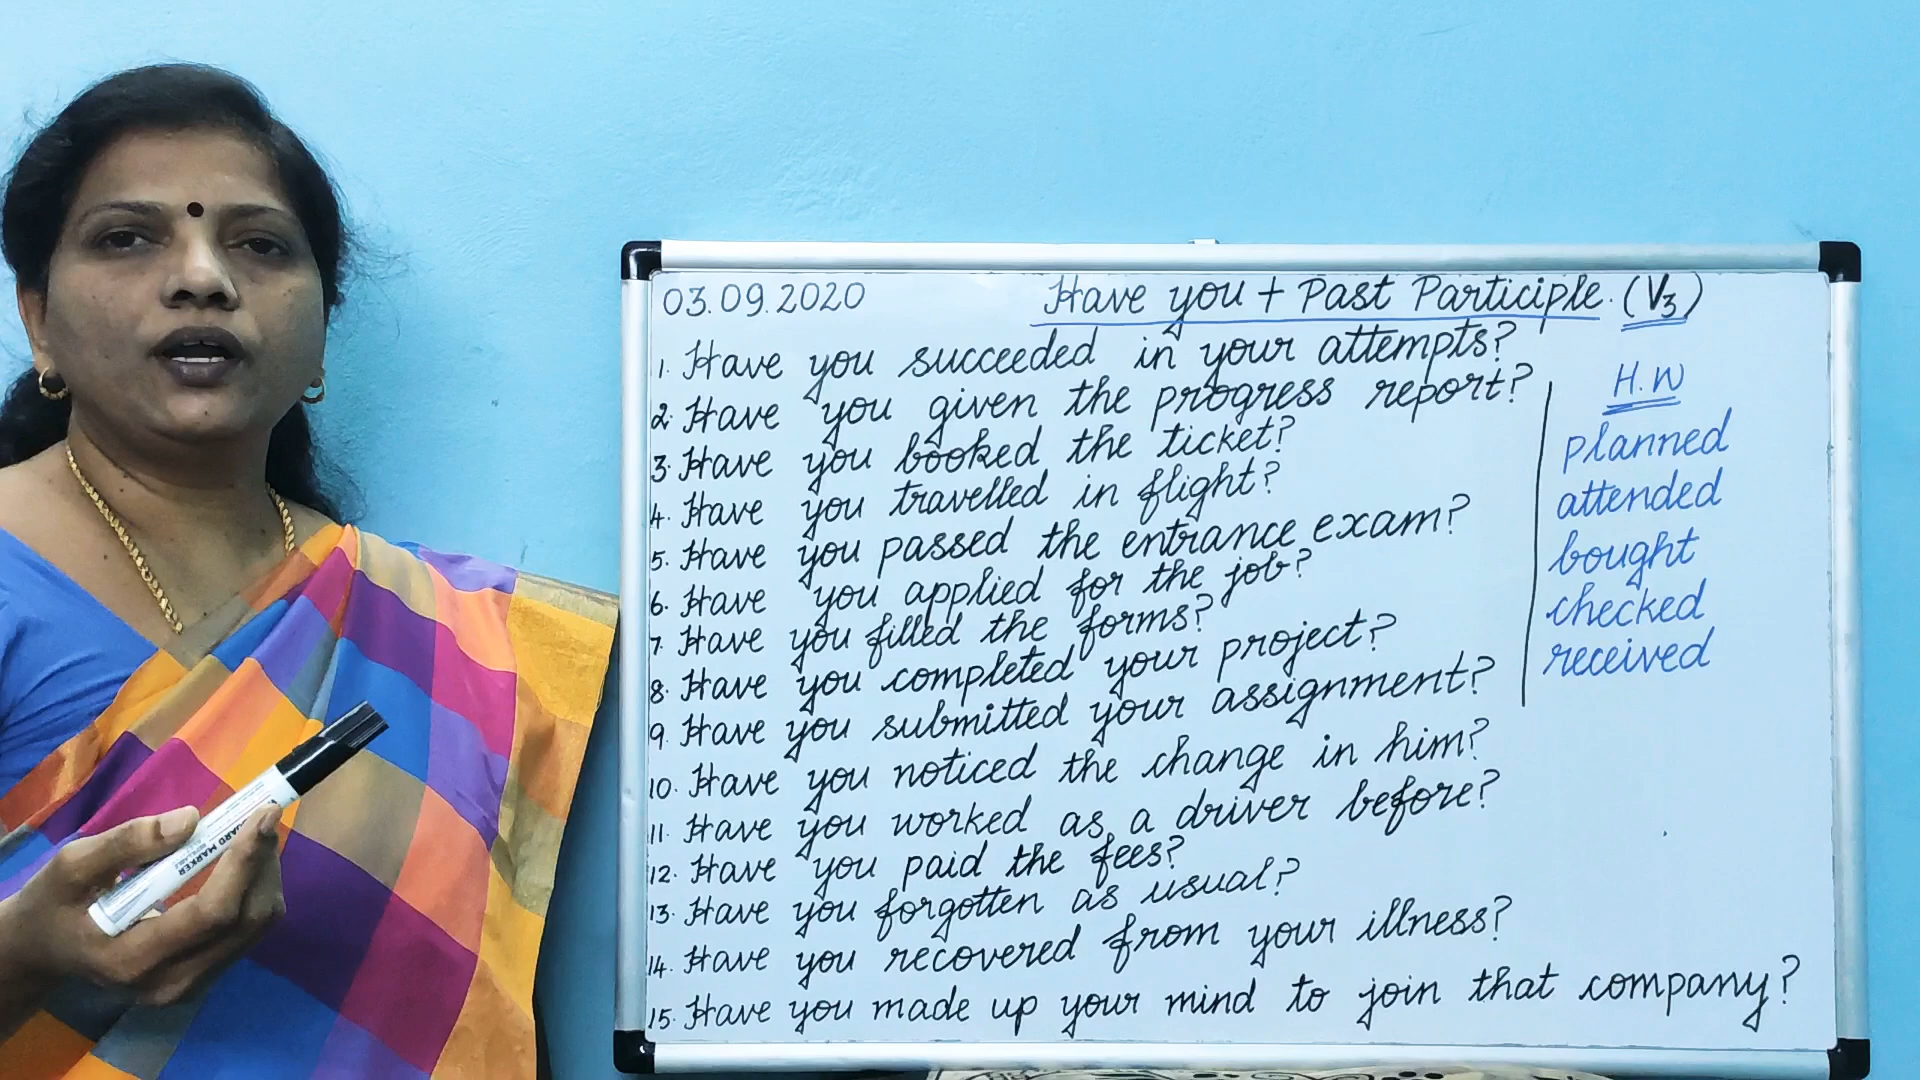 03.09.2020 Have you + Past Participle. (V3)
1. Have you succeeded in your attempts?
2. Have you given the progress report?
3. Have you booked the ticket?
4. Have you travelled in flight?
5. Have you passed the entrance exam?
6. Have you applied for the job?
7. Have you filled the forms?
8. Have you completed your project?
9. Have you submitted your assignment?
10. Have you noticed the change in him?
11. Have you worked as a driver before?
12. Have you paid the fees?
13. Have you forgotten as usual?
14. Have you recovered from your illness?
15. Have you made up your mind to join that company?
H.W
planned
attended
bought
checked
received
MARKER